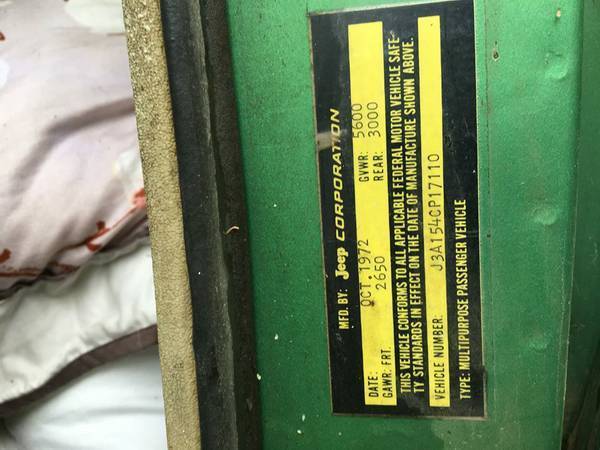 MFD. BY: Jeep CORPORATION
DATE: OCT.1972 GVWR: 5600
GAWR: FRT. 2650 REAR: 3000
THIS VEHICLE CONFORMS TO ALL APPLICABLE FEDERAL MOTOR VEHICLE SAFE-
TY STANDARDS IN EFFECT ON THE DATE OF MANUFACTURE SHOWN ABOVE.
VEHICLE NUMBER: J3A154CP17110
TYPE: MULTIPURPOSE PASSENGER VEHICLE